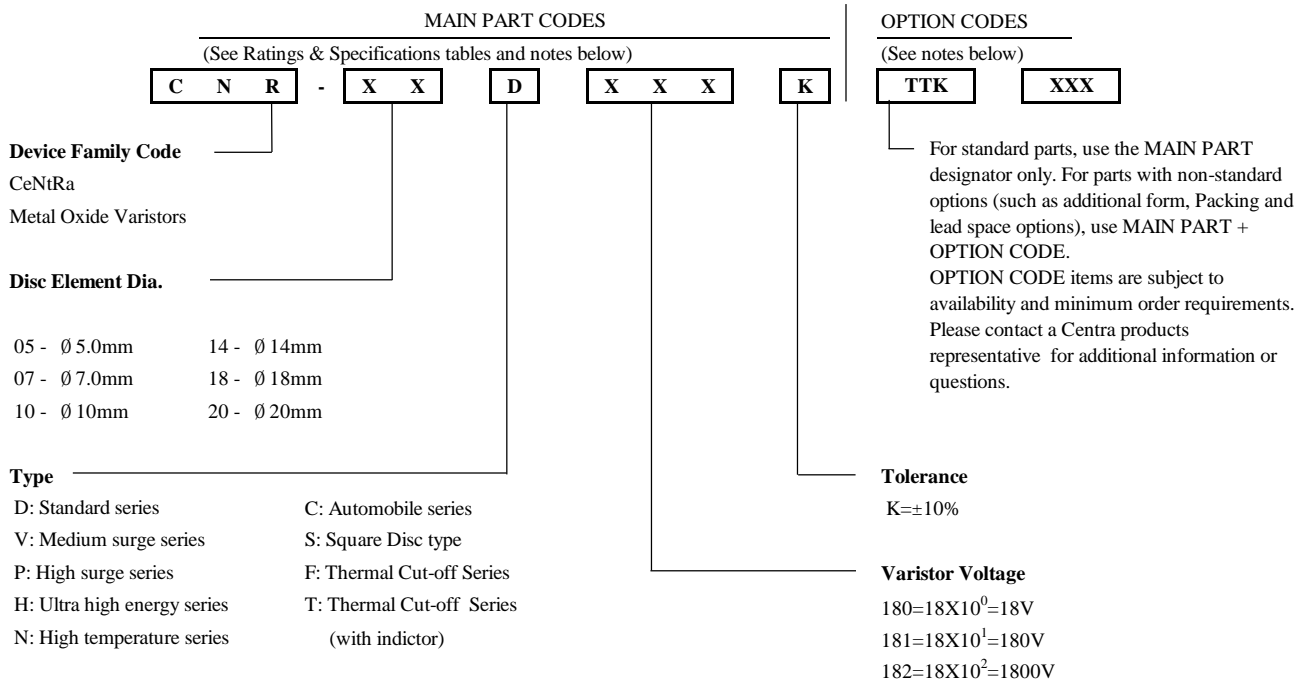 MAIN PART CODES
OPTION CODES
(See Ratings & Specifications tables and notes below)
(See notes below)
C N R - X X D X X X K TTK XXX
Device Family Code
CeNtRa
Metal Oxide Varistors
For standard parts, use the MAIN PART
designator only. For parts with non-standard
options (such as additional form, Packing and
lead space options), use MAIN PART +
OPTION CODE.
OPTION CODE items are subject to
availability and minimum order requirements.
Please contact a Centra products
representative for additional information or
questions.
Disc Element Dia.
05 - Ø 5.0mm 14 - Ø 14mm
07 - Ø 7.0mm 18 - Ø 18mm
10 - Ø 10mm 20 - Ø 20mm
Type
D: Standard series C: Automobile series
V: Medium surge series S: Square Disc type
P: High surge series F: Thermal Cut-off Series
H: Ultra high energy series T: Thermal Cut-off Series
N: High temperature series (with indictor)
Tolerance
K=±10%
Varistor Voltage
180=18X10⁰=18V
181=18X10¹=180V
182=18X10²=1800V